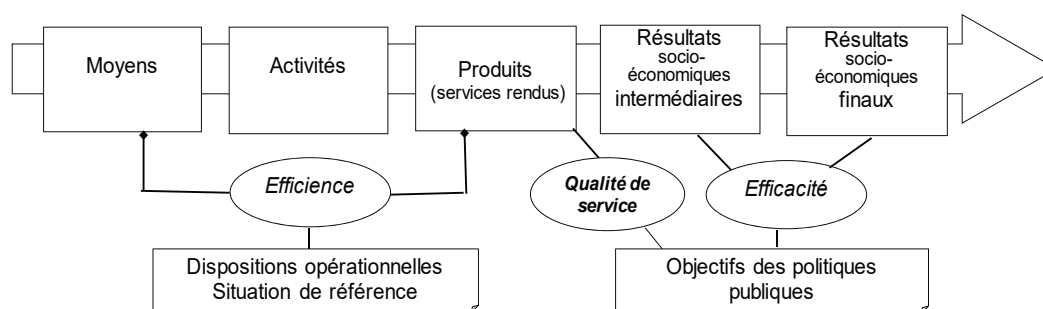 Moyens
Activités
Produits
(services rendus)
Résultats
socio-
économiques
intermédiaires
Résultats
socio-
économiques
finaux
Efficience
Qualité de
service
Efficacité
Dispositions opérationnelles
Situation de référence
Objectifs des politiques
publiques